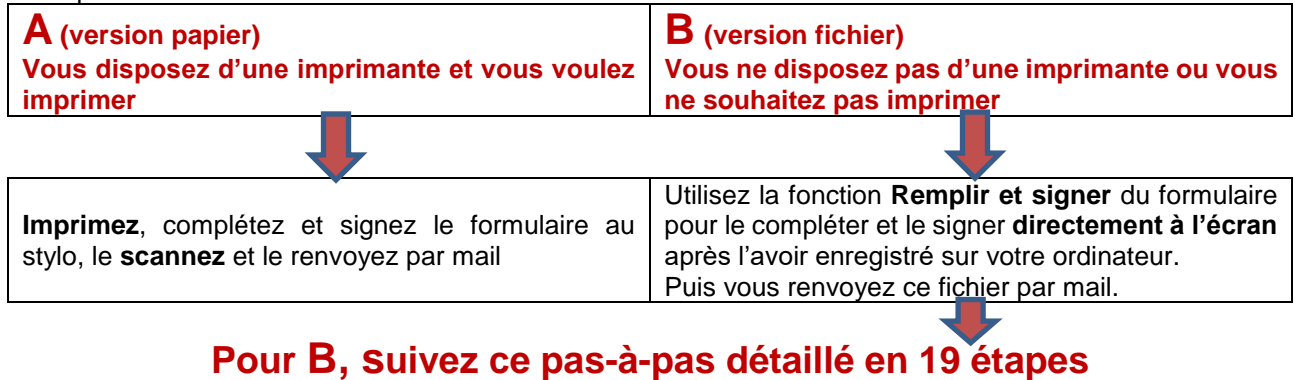 A (version papier)
Vous disposez d'une imprimante et vous voulez
imprimer
B (version fichier)
Vous ne disposez pas d'une imprimante ou vous
ne souhaitez pas imprimer
Imprimez, complétez et signez le formulaire au
stylo, le scannez et le renvoyez par mail
Utilisez la fonction Remplir et signer du formulaire
pour le compléter et le signer directement à l'écran
après l'avoir enregistré sur votre ordinateur.
Puis vous renvoyez ce fichier par mail.
Pour B, suivez ce pas-à-pas détaillé en 19 étapes